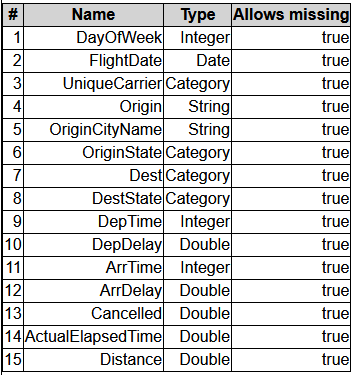 # Name Type Allows missing
1 DayOfWeek Integer true
2 FlightDate Date true
3 UniqueCarrier Category true
4 Origin String true
5 OriginCityName String true
6 OriginState Category true
7 Dest Category true
8 DestState Category true
9 DepTime Integer true
10 DepDelay Double true
11 ArrTime Integer true
12 ArrDelay Double true
13 Cancelled Double true
14 ActualElapsedTime Double true
15 Distance Double true